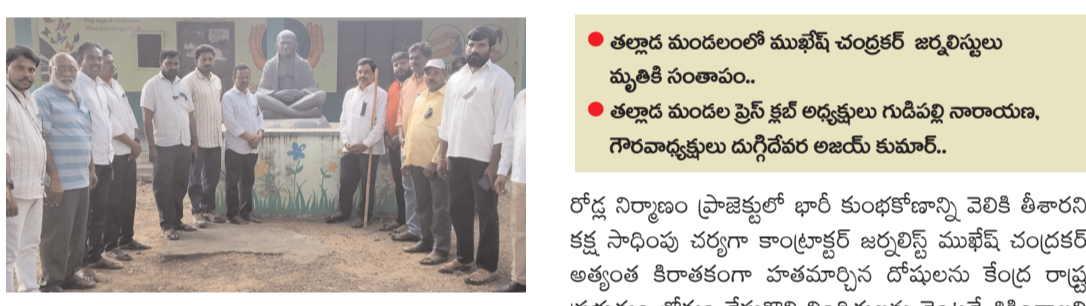 తల్లాడ మండలంలో ముఖేష్ చంద్రకర్ జర్నలిస్టులు
మృతికి సంతాపం..
తల్లాడ మండల ప్రెస్ క్లబ్ అధ్యక్షులు గుడిపల్లి నారాయణ,
గౌరవాధ్యక్షులు దుగ్గిదేవర అజయ్ కుమార్..
రోడ్ల నిర్మాణం ప్రాజెక్టులో భారీ కుంభకోణాన్ని వెలికి తీశారని
కక్ష సాధింపు చర్యగా కాంట్రాక్టర్ జర్నలిస్ట్ ముఖేష్ చంద్రకర్
అత్యంత కిరాతకంగా హతమార్చిన దోషులను కేంద్ర రాష్ట్ర